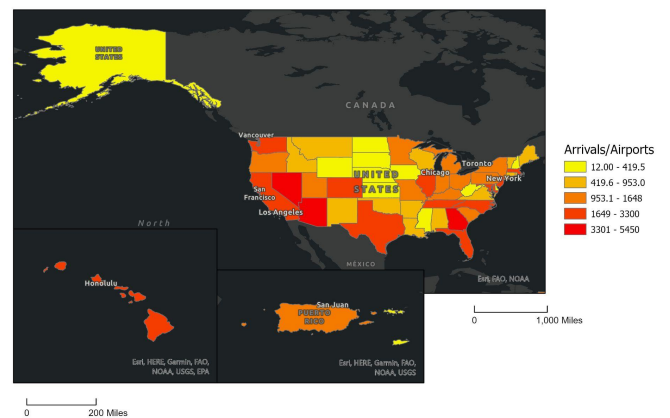 UNITED
STATES
CANADA
Vancouver
Toronto
Chicago
New York
UNITED
STATES
San
Francisco
Los Angeles
North
MÉXICO
Esri, FAO, NOAA
Honolulu
Esri, HERE, Garmin, FAO,
NOAA, USGS, EPA
San Juan
PUERTO
RICO
Esri, HERE, Garmin, FAO,
NOAA, USGS
Arrivals/Airports
12.00 - 419.5
419.6 - 953.0
953.1 - 1648
1649 - 3300
3301 - 5450
0 1,000 Miles
0 200 Miles